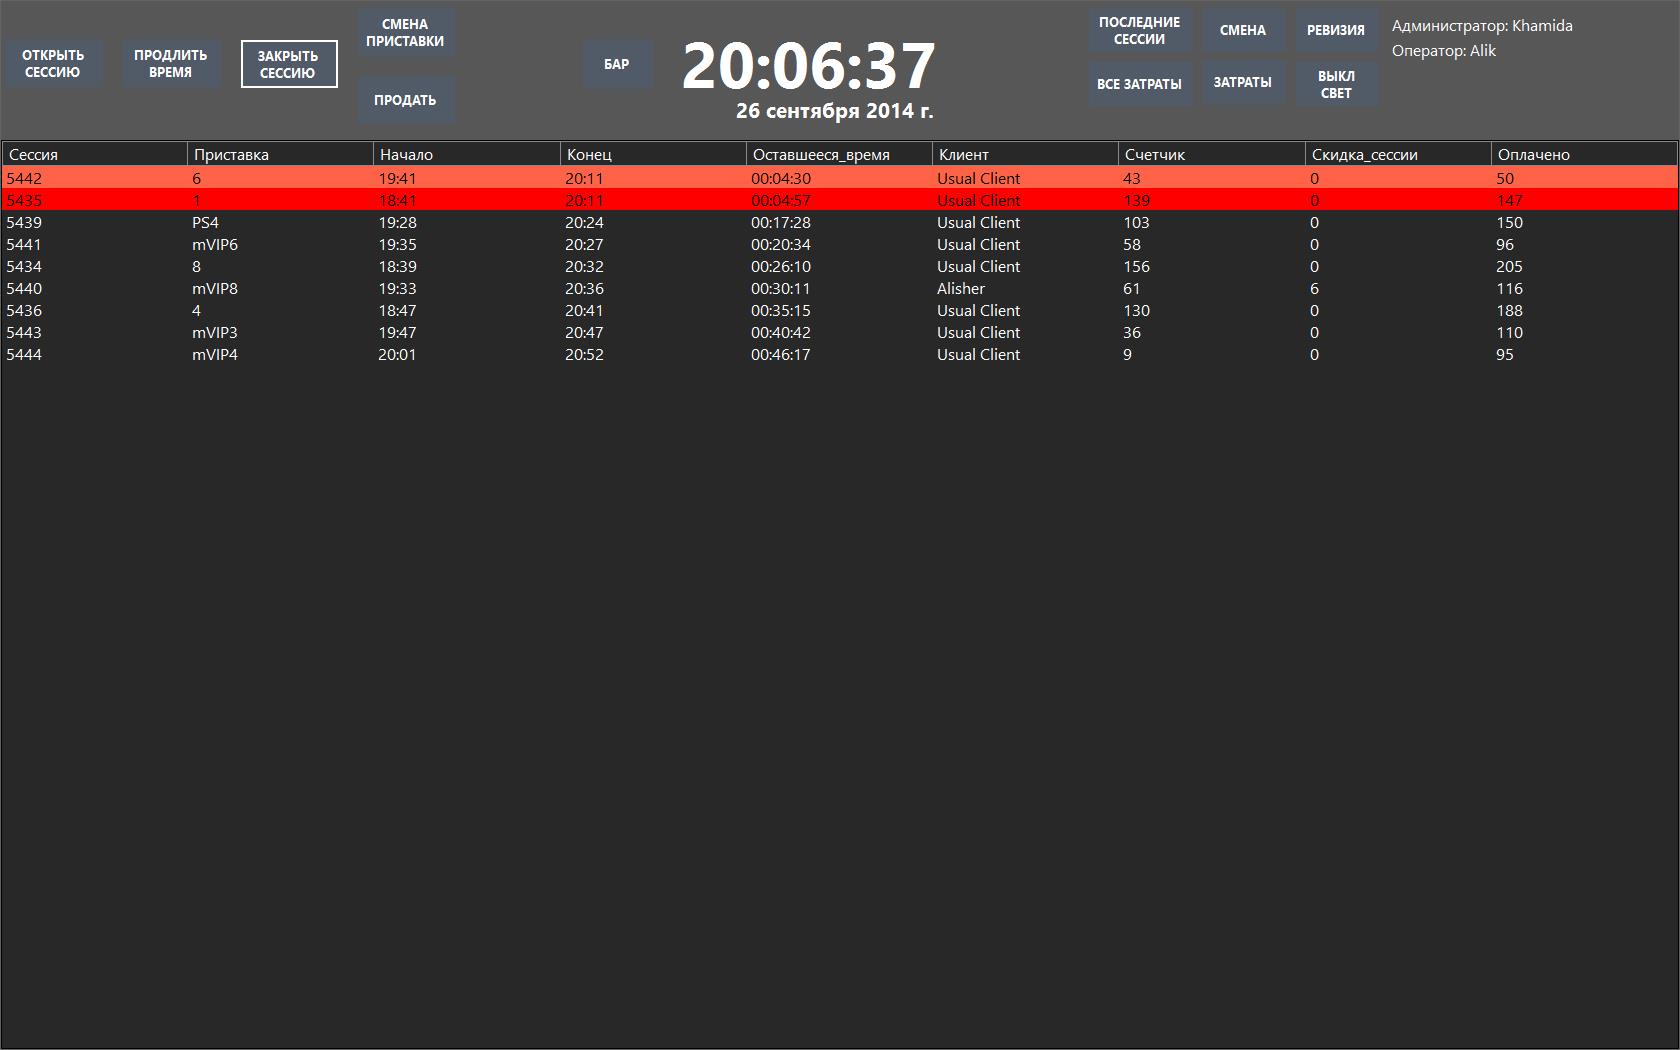 ОТКРЫТЬ
СЕССИЮ
ПРОДЛИТЬ
ВРЕМЯ
ЗАКРЫТЬ
СЕССИЮ
СМЕНА
ПРИСТАВКИ
ПРОДАТЬ
БАР
20:06:37
26 сентября 2014 г.
ПОСЛЕДНИЕ
СЕССИИ
СМЕНА
РЕВИЗИЯ
ВСЕ ЗАТРАТЫ
ЗАТРАТЫ
ВЫКЛ
СВЕТ
Администратор: Khamida
Оператор: Alik
Сессия Приставка Начало Конец Оставшееся_время Клиент Счетчик Скидка_сессии Оплачено
5442 6 19:41 20:11 00:04:30 Usual Client 43 0 50
5435 1 18:41 20:11 00:04:57 Usual Client 139 0 147
5439 PS4 19:28 20:24 00:17:28 Usual Client 103 0 150
5441 mVIP6 19:35 20:27 00:20:34 Usual Client 58 0 96
5434 8 18:39 20:32 00:26:10 Usual Client 156 0 205
5440 mVIP8 19:33 20:36 00:30:11 Alisher 61 6 116
5436 4 18:47 20:41 00:35:15 Usual Client 130 0 188
5443 mVIP3 19:47 20:47 00:40:42 Usual Client 36 0 110
5444 mVIP4 20:01 20:52 00:46:17 Usual Client 9 0 95